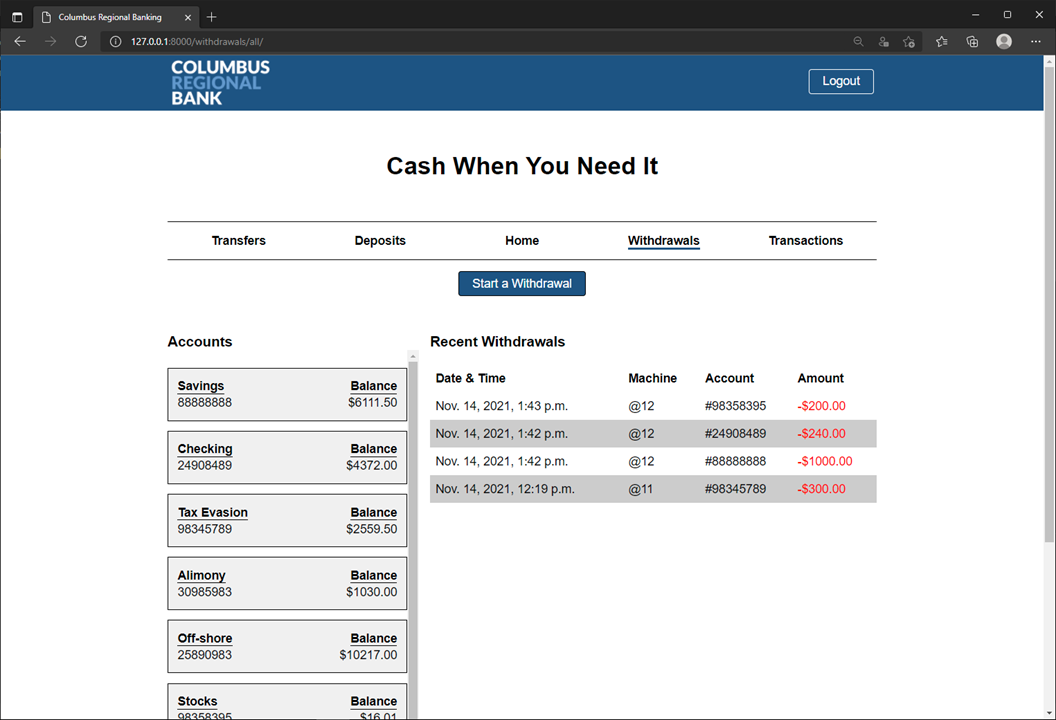 Columbus Regional Banking
127.0.0.1:8000/withdrawals/all/
COLUMBUS
REGIONAL
BANK
Logout
Cash When You Need It
Transfers Deposits Home Withdrawals Transactions
Start a Withdrawal
Accounts
Savings Balance
88888888 $6111.50
Checking Balance
24908489 $4372.00
Tax Evasion Balance
98345789 $2559.50
Alimony Balance
30985983 $1030.00
Off-shore Balance
25890983 $10217.00
Stocks Balance
98358395 $16.01
Recent Withdrawals
Date & Time Machine Account Amount
Nov. 14, 2021, 1:43 p.m. @12 #98358395 -$200.00
Nov. 14, 2021, 1:42 p.m. @12 #24908489 -$240.00
Nov. 14, 2021, 1:42 p.m. @12 #88888888 -$1000.00
Nov. 14, 2021, 12:19 p.m. @11 #98345789 -$300.00